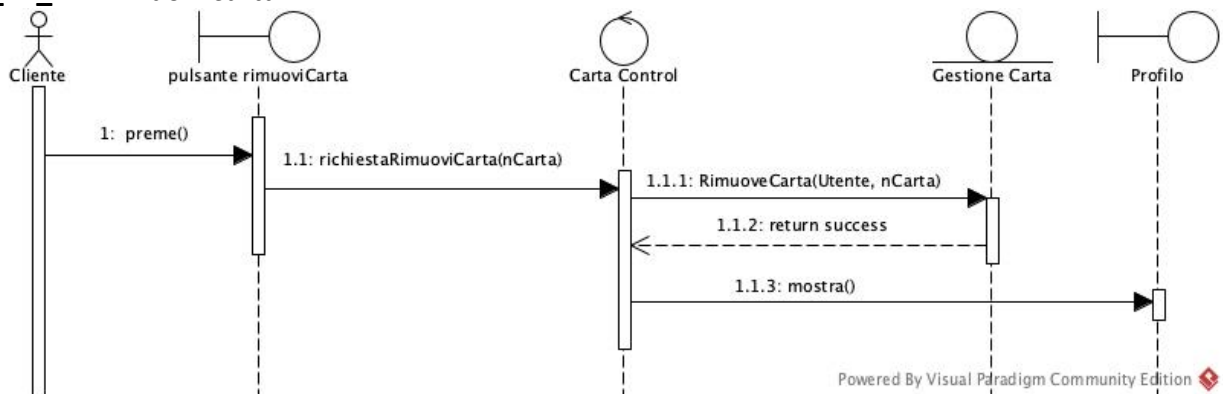 Cliente
pulsante rimuoviCarta
Carta Control
Gestione Carta
Profilo
1: preme()
1.1: richiestaRimuoviCarta(nCarta)
1.1.1: RimuoveCarta(Utente, nCarta)
1.1.2: return success
1.1.3: mostra()
Powered By Visual Paradigm Community Edition